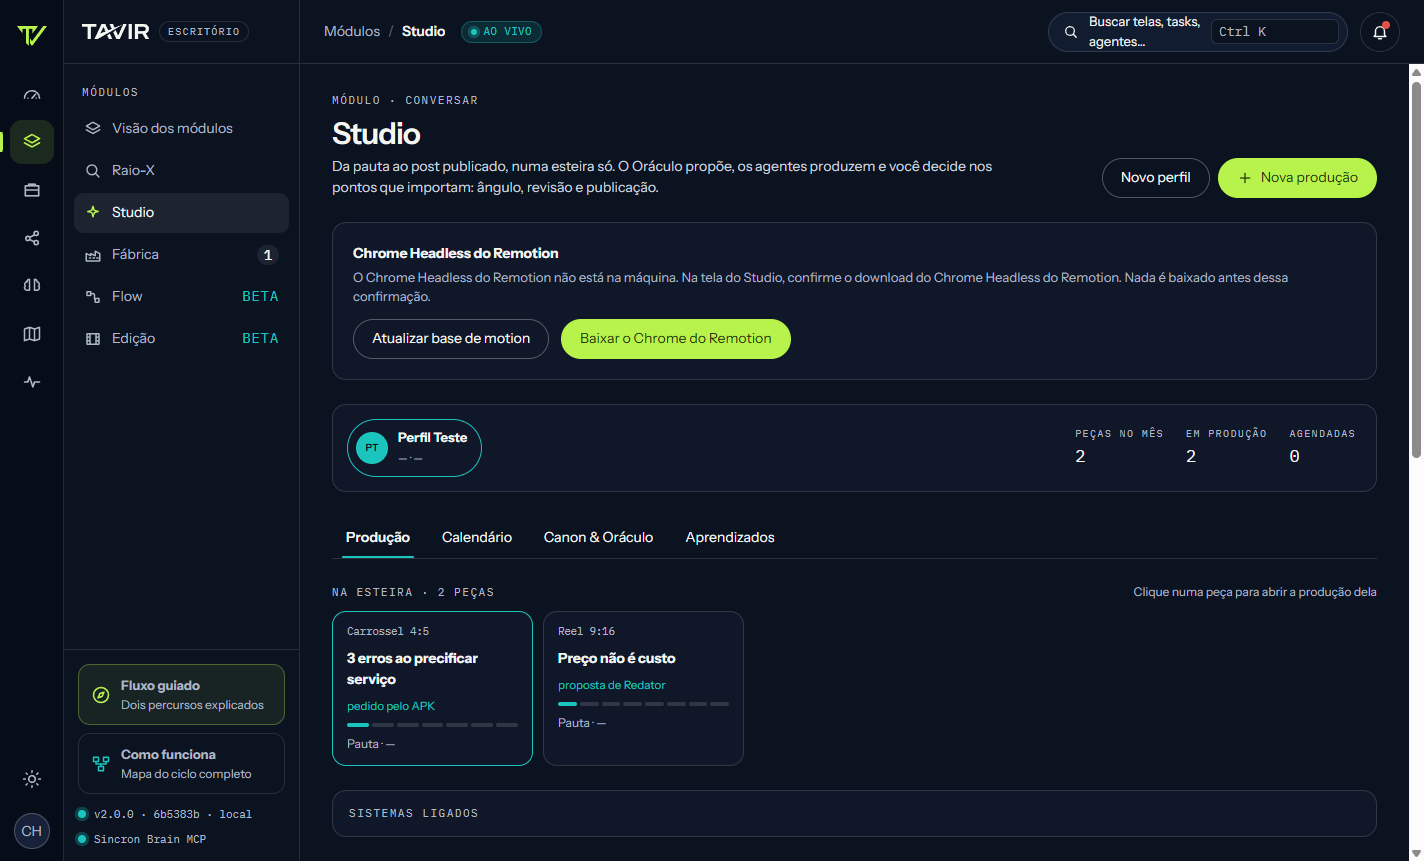 TAVIR
ESCRITÓRIO
Módulos / Studio
AO VIVO
Buscar telas, tasks,
agentes...
Ctrl K
MÓDULOS
Visão dos módulos
Raio-X
Studio
Fábrica 1
Flow BETA
Edição BETA
Fluxo guiado
Dois percursos explicados
Como funciona
Mapa do ciclo completo
v2.0.0 · 6b5383b · local
Sincron Brain MCP
CH
MÓDULO · CONVERSAR
Studio
Da pauta ao post publicado, numa esteira só. O Oráculo propõe, os agentes produzem e você decide nos
pontos que importam: ângulo, revisão e publicação.
Novo perfil
+ Nova produção
Chrome Headless do Remotion
O Chrome Headless do Remotion não está na máquina. Na tela do Studio, confirme o download do Chrome Headless do Remotion. Nada é baixado antes dessa
confirmação.
Atualizar base de motion
Baixar o Chrome do Remotion
PT
Perfil Teste
— · —
PEÇAS NO MÊS
2
EM PRODUÇÃO
2
AGENDADAS
0
Produção
Calendário
Canon & Oráculo
Aprendizados
NA ESTEIRA · 2 PEÇAS
Clique numa peça para abrir a produção dela
Carrossel 4:5
3 erros ao precificar
serviço
pedido pelo APK
Pauta · —
Reel 9:16
Preço não é custo
proposta de Redator
Pauta · —
SISTEMAS LIGADOS